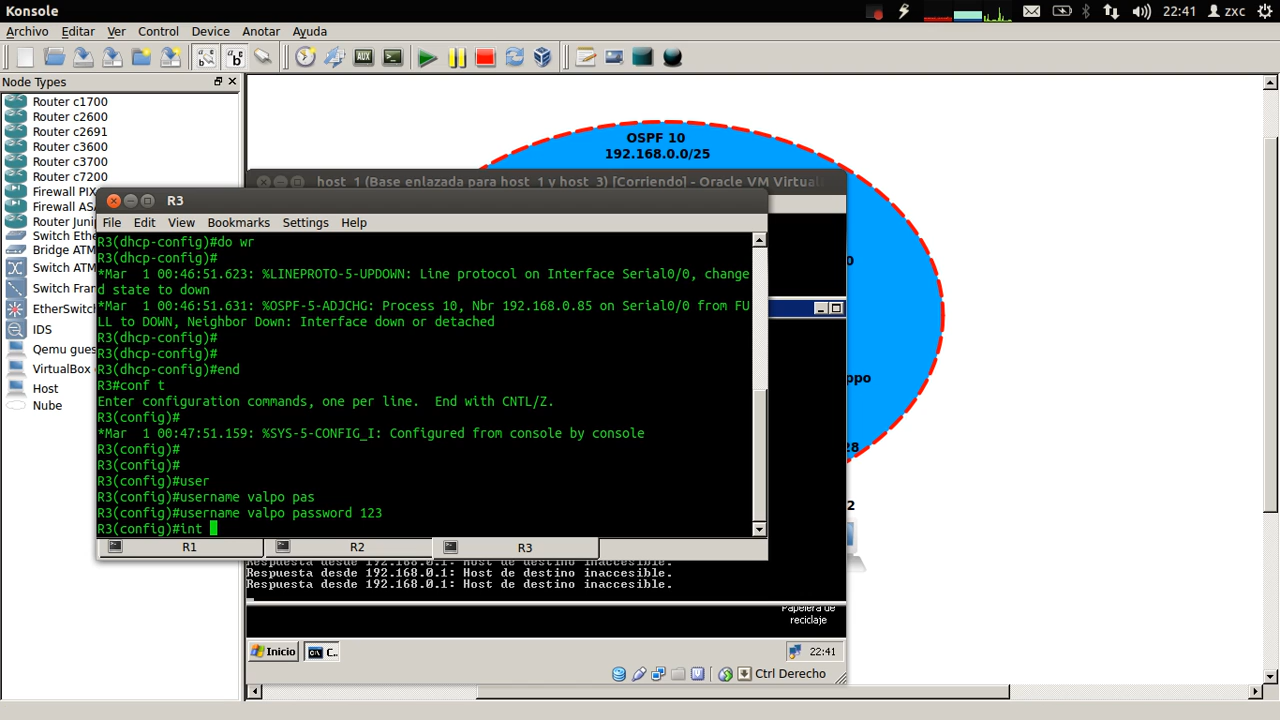 Konsole
22:41
zxc
Archivo Editar Ver Control Device Anotar Ayuda
AUX
Node Types
Router c1700
Router c2600
Router c2691
Router c3600
Router c3700
Router c7200
Firewall PIX
Firewall AS
Router Juni
Switch Ethe
Bridge ATM
Switch ATM
Switch Fran
EtherSwitch
IDS
Qemu gues
VirtualBox
Host
Nube
OSPF 10
192.168.0.0/25
host_1 (Base enlazada para host_1 y host_3) [Corriendo] - Oracle VM Virtual
R3
File Edit View Bookmarks Settings Help
R3(dhcp-config)#do wr
R3(dhcp-config)#
*Mar  1 00:46:51.623: %LINEPROTO-5-UPDOWN: Line protocol on Interface Serial0/0, change
d state to down
*Mar  1 00:46:51.631: %OSPF-5-ADJCHG: Process 10, Nbr 192.168.0.85 on Serial0/0 from FU
LL to DOWN, Neighbor Down: Interface down or detached
R3(dhcp-config)#
R3(dhcp-config)#
R3(dhcp-config)#end
R3#conf t
Enter configuration commands, one per line.  End with CNTL/Z.
R3(config)#
*Mar  1 00:47:51.159: %SYS-5-CONFIG_I: Configured from console by console
R3(config)#
R3(config)#
R3(config)#user
R3(config)#username valpo pas
R3(config)#username valpo password 123
R3(config)#int
R1 R2 R3
0
ppo
28
2
Respuesta desde 192.168.0.1: Host de destino inaccesible.
Respuesta desde 192.168.0.1: Host de destino inaccesible.
Papelera de
reciclaje
Inicio C.. 22:41
Ctrl Derecho